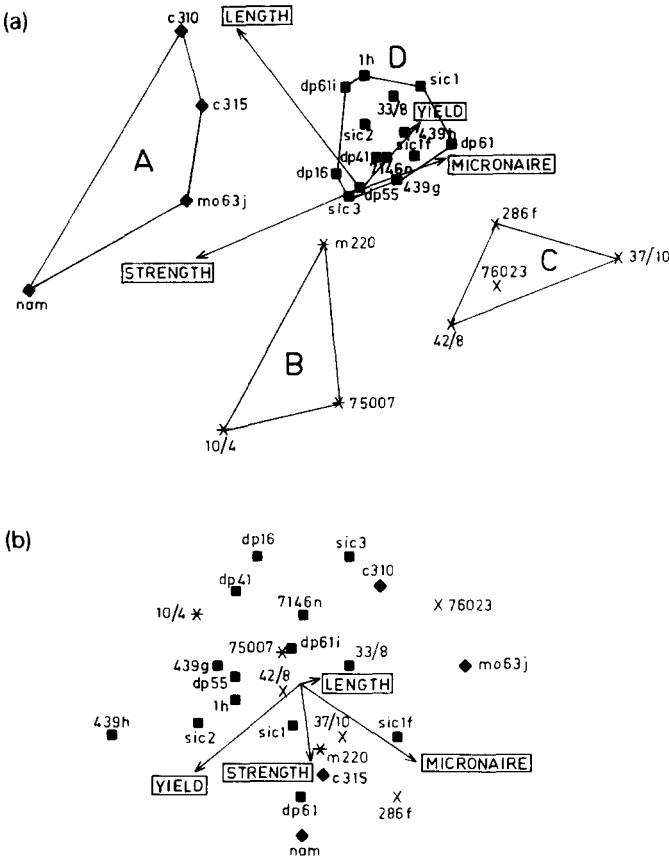 (a)
c310
LENGTH
1h
D
dp61i
sic1
33/8
YIELD
c315
sic2
439h
dp61
A
sic1f
dp41
7146n
MICRONAIRE
dp16
439g
mo63j
dp55
sic3
286f
m220
37/10
C
STRENGTH
76023
nam
42/8
B
75007
10/4
(b)
dp16
sic3
c310
dp41
7146n
76023
10/4
dp61i
75007
33/8
439g
mo63j
dp55
42/8
LENGTH
1h
439h
37/10
sic2
sic1
sic1f
m220
MICRONAIRE
YIELD
STRENGTH
c315
dp61
286f
nam